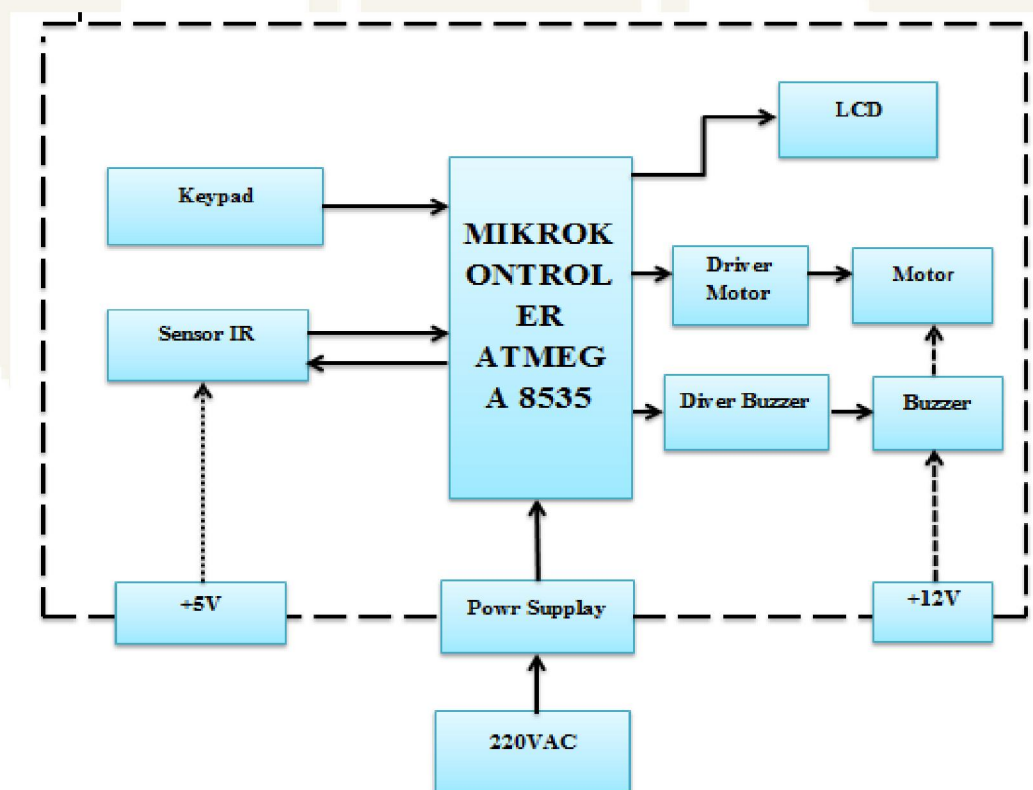 LCD
Keypad
MIKROK
ONTROL
ER
ATMEG
A 8535
Driver
Motor
Motor
Sensor IR
Diver Buzzer
Buzzer
+5V
Powr Supplay
+12V
220VAC